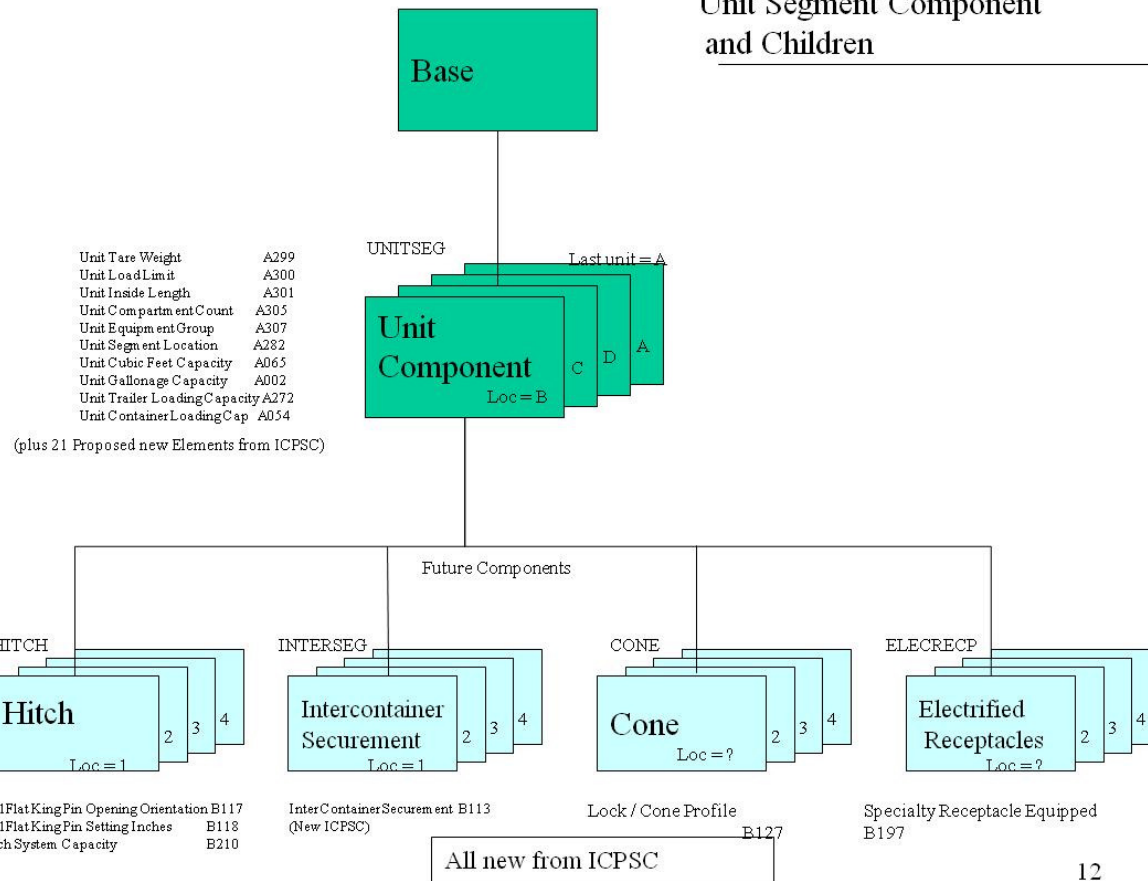 Unit Segment Component
and Children
Base
UNITSEG
Last unit = A
Unit Tare Weight A299
Unit Load Limit A300
Unit Inside Length A301
Unit Compartment Count A305
Unit Equipment Group A307
Unit Segment Location A282
Unit Cubic Feet Capacity A065
Unit Gallonage Capacity A002
Unit Trailer Loading Capacity A272
Unit Container Loading Cap A054
(plus 21 Proposed new Elements from ICPSC)
Unit
Component
Loc = B
C
D
A
Future Components
HITCH
Hitch
Loc = 1
2
3
4
INTERSEG
Intercontainer
Securement
Loc = 1
2
3
4
CONE
Cone
Loc = ?
2
3
4
ELECRECP
Electrified
Receptacles
Loc = ?
2
3
4
1Flat King Pin Opening Orientation B117
1Flat King Pin Setting Inches B118
ch System Capacity B210
Inter Container Securement B113
(New ICPSC)
Lock / Cone Profile
B127
Specialty Receptacle Equipped
B197
All new from ICPSC
12